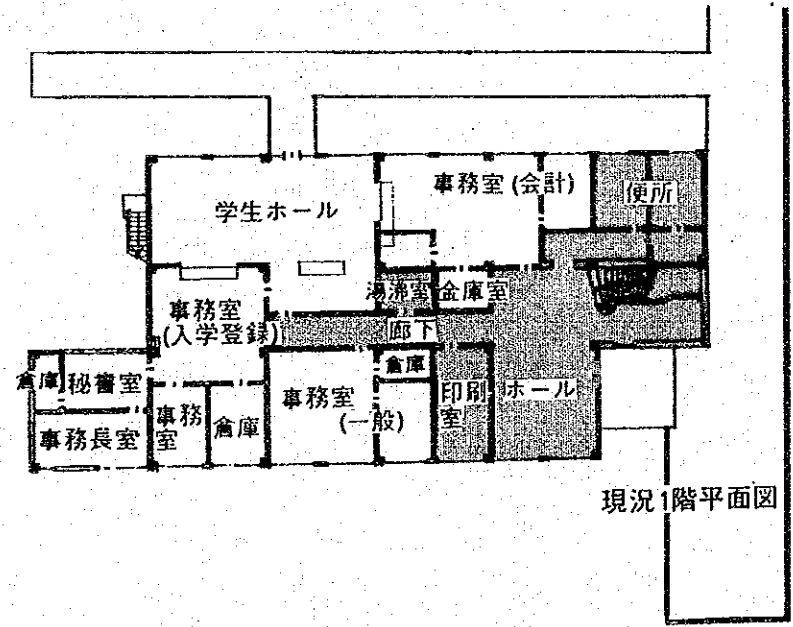 事務室(会計)
便所
学生ホール
湯沸室
金庫室
事務室
(入学登録)
廊下
倉庫
秘書室
倉庫
事務室
(一般)
印刷
室
ホール
事務長室
事務
室
倉庫
現況1階平面図